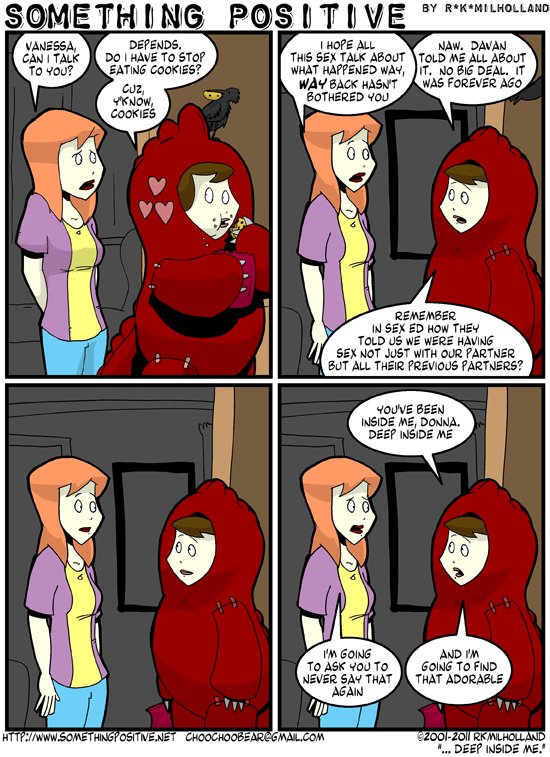 SOMETHING POSITIVE BY R*K*MILHOLLAND
VANESSA,
CAN I TALK
TO YOU?
DEPENDS.
DO I HAVE TO STOP
EATING COOKIES?
CUZ,
Y'KNOW,
COOKIES
I HOPE ALL
THIS SEX TALK ABOUT
WHAT HAPPENED WAY,
WAY BACK HASN'T
BOTHERED YOU
NAW. DAVAN
TOLD ME ALL ABOUT
IT. NO BIG DEAL. IT
WAS FOREVER AGO
REMEMBER
IN SEX ED HOW THEY
TOLD US WE WERE HAVING
SEX NOT JUST WITH OUR PARTNER
BUT ALL THEIR PREVIOUS PARTNERS?
YOU'VE BEEN
INSIDE ME, DONNA.
DEEP INSIDE ME
I'M GOING
TO ASK YOU TO
NEVER SAY THAT
AGAIN
AND I'M
GOING TO FIND
THAT ADORABLE
HTTP://WWW.SOMETHINGPOSITIVE.NET CHOOCHOOBEAR@GMAIL.COM ©2001-2011 RKMILHOLLAND
"... DEEP INSIDE ME."